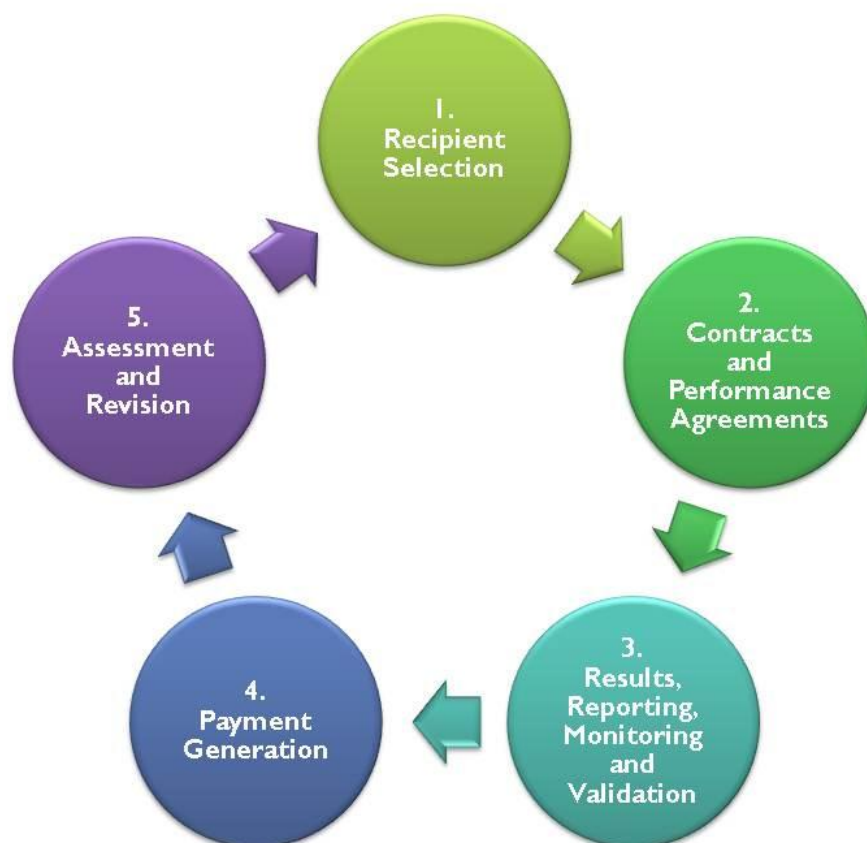 1.
Recipient
Selection
2.
Contracts
and
Performance
Agreements
3.
Results,
Reporting,
Monitoring
and
Validation
4.
Payment
Generation
5.
Assessment
and
Revision